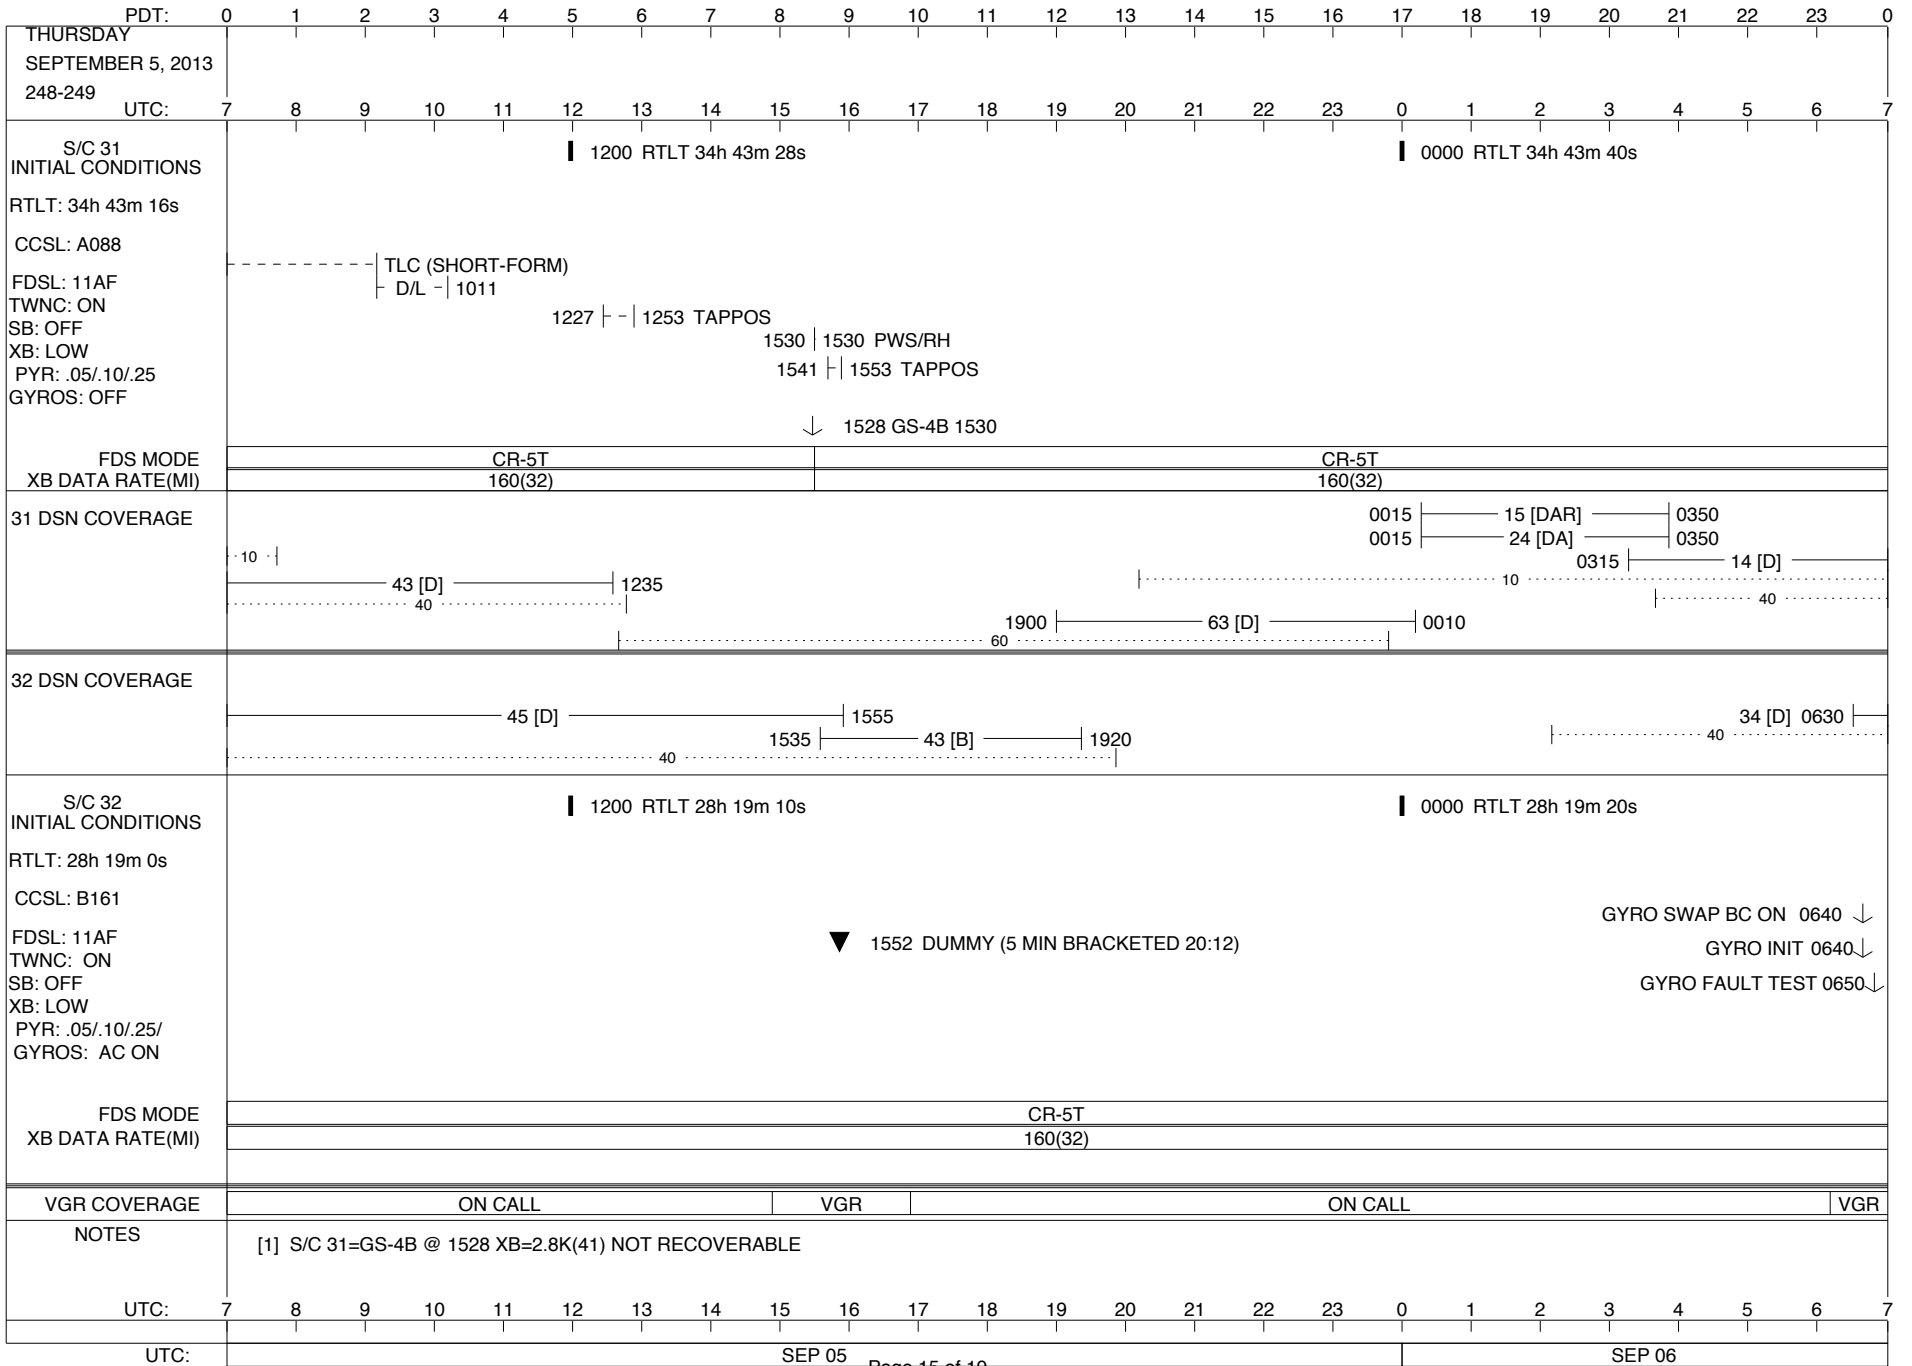 PDT: 0 1 2 3 4 5 6 7 8 9 10 11 12 13 14 15 16 17 18 19 20 21 22 23 0
THURSDAY
SEPTEMBER 5, 2013
248-249
UTC: 7 8 9 10 11 12 13 14 15 16 17 18 19 20 21 22 23 0 1 2 3 4 5 6 7
S/C 31
INITIAL CONDITIONS
1200 RTLT 34h 43m 28s
0000 RTLT 34h 43m 40s
RTLT: 34h 43m 16s
CCSL: A088
FDSL: 11AF
TWNC: ON
SB: OFF
XB: LOW
PYR: .05/.10/.25
GYROS: OFF
TLC (SHORT-FORM)
D/L 1011
1227 1253 TAPPOS
1530 1530 PWS/RH
1541 1553 TAPPOS
1528 GS-4B 1530
FDS MODE CR-5T CR-5T
XB DATA RATE(MI) 160(32) 160(32)
31 DSN COVERAGE
0015 15 [DAR] 0350
0015 24 [DA] 0350
10 0315 14 [D]
43 [D] 1235 10
40 40
1900 63 [D] 0010
60
32 DSN COVERAGE
45 [D] 1555 34 [D] 0630
1535 43 [B] 1920 40
40
S/C 32
INITIAL CONDITIONS
1200 RTLT 28h 19m 10s
0000 RTLT 28h 19m 20s
RTLT: 28h 19m 0s
CCSL: B161
FDSL: 11AF
TWNC: ON
SB: OFF
XB: LOW
PYR: .05/.10/.25/
GYROS: AC ON
GYRO SWAP BC ON 0640
1552 DUMMY (5 MIN BRACKETED 20:12)
GYRO INIT 0640
GYRO FAULT TEST 0650
FDS MODE CR-5T
XB DATA RATE(MI) 160(32)
VGR COVERAGE ON CALL VGR ON CALL VGR
NOTES
[1] S/C 31=GS-4B @ 1528 XB=2.8K(41) NOT RECOVERABLE
UTC: 7 8 9 10 11 12 13 14 15 16 17 18 19 20 21 22 23 0 1 2 3 4 5 6 7
UTC: SEP 05 SEP 06
Page 15 of 19